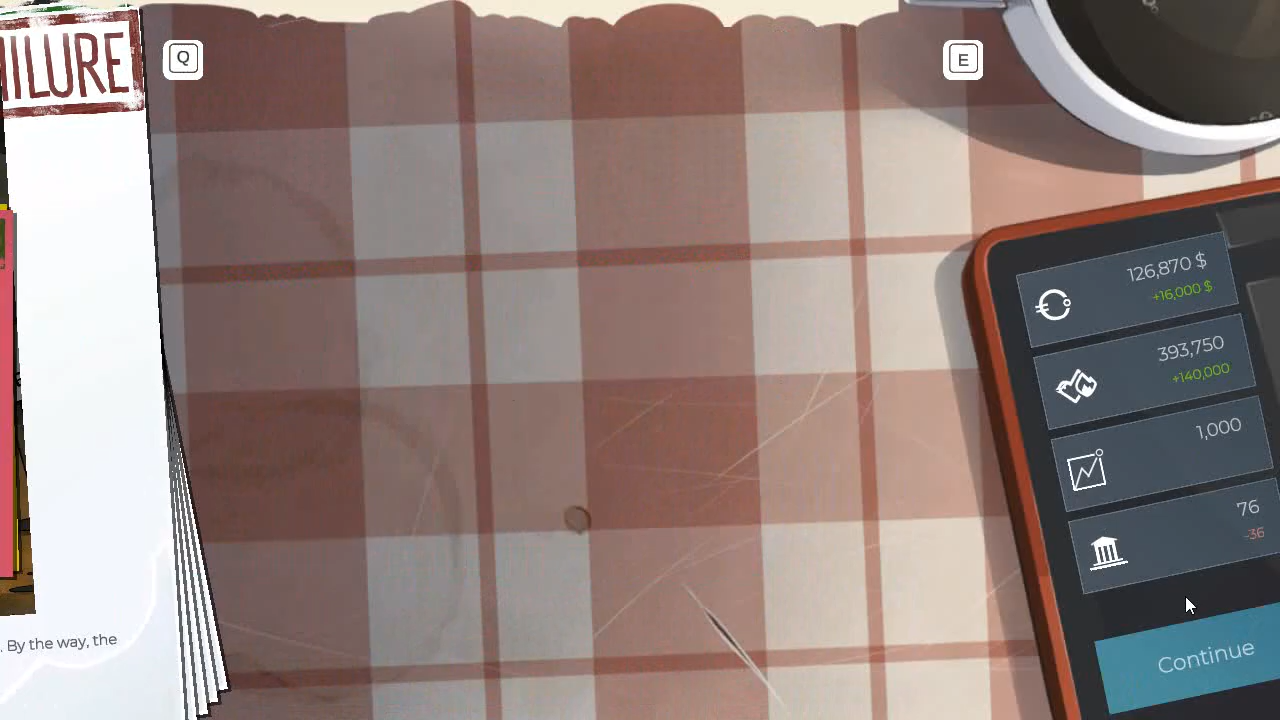 ILURE
Q
E
126,870 $
+16,000 $
393,750
+140,000
1,000
76
-36
. By the way, the
Continue